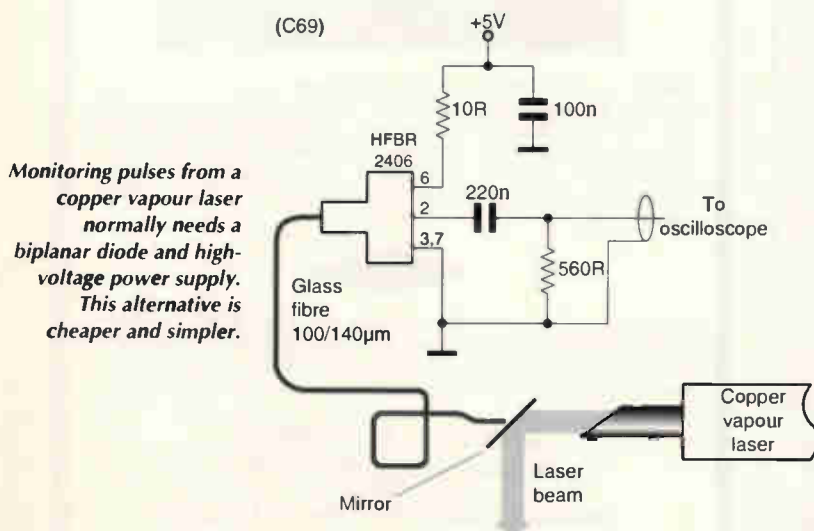 (C69)
+5V
10R
100n
HFBR
2406
6
2
3,7
220n
To
oscilloscope
560R
Monitoring pulses from a
copper vapour laser
normally needs a
biplanar diode and high-
voltage power supply.
This alternative is
cheaper and simpler.
Glass
fibre
100/140µm
Copper
vapour
laser
Laser
beam
Mirror